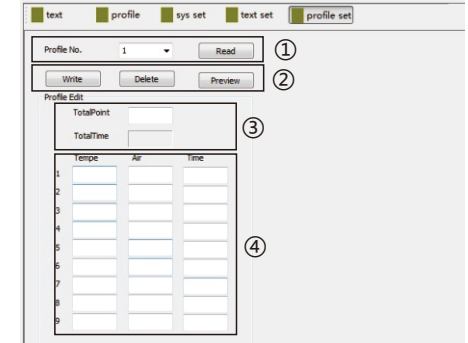 text profile sys set text set profile set
Profile No. 1 Read ①
Write Delete Preview ②
Profile Edit
TotalPoint
TotalTime
③
Tempe Air Time
1
2
3
4
5
④
6
7
8
9